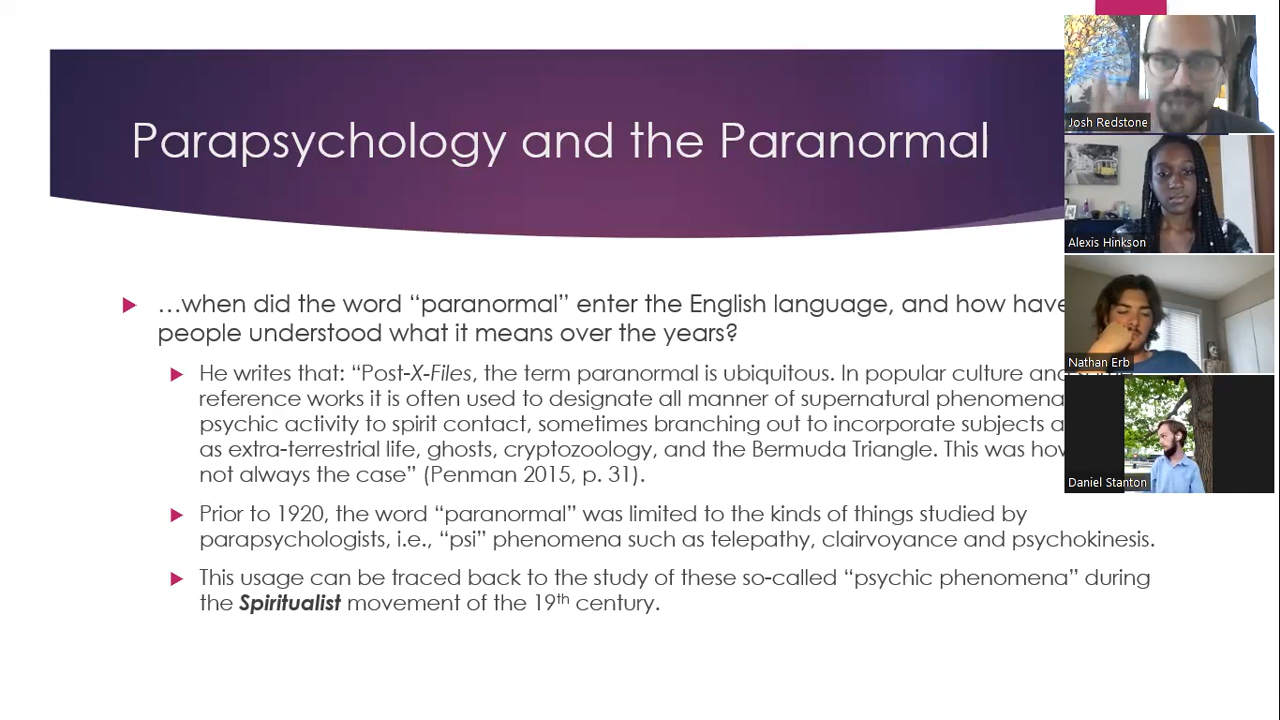 Parapsychology and the Paranormal
…when did the word “paranormal” enter the English language, and how have
people understood what it means over the years?
He writes that: “Post-X-Files, the term paranormal is ubiquitous. In popular culture and
reference works it is often used to designate all manner of supernatural phenomena
psychic activity to spirit contact, sometimes branching out to incorporate subjects
as extra-terrestrial life, ghosts, cryptozoology, and the Bermuda Triangle. This was
not always the case” (Penman 2015, p. 31).
Prior to 1920, the word “paranormal” was limited to the kinds of things studied by
parapsychologists, i.e., “psi” phenomena such as telepathy, clairvoyance and psychokinesis.
This usage can be traced back to the study of these so-called “psychic phenomena” during
the Spiritualist movement of the 19th century.
Josh Redstone
Alexis Hinkson
Nathan Erb
Daniel Stanton